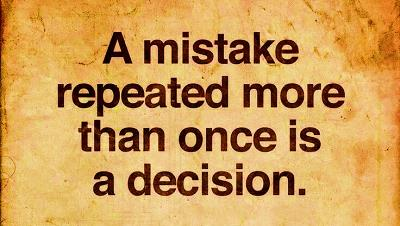 A mistake
repeated more
than once is
a decision.